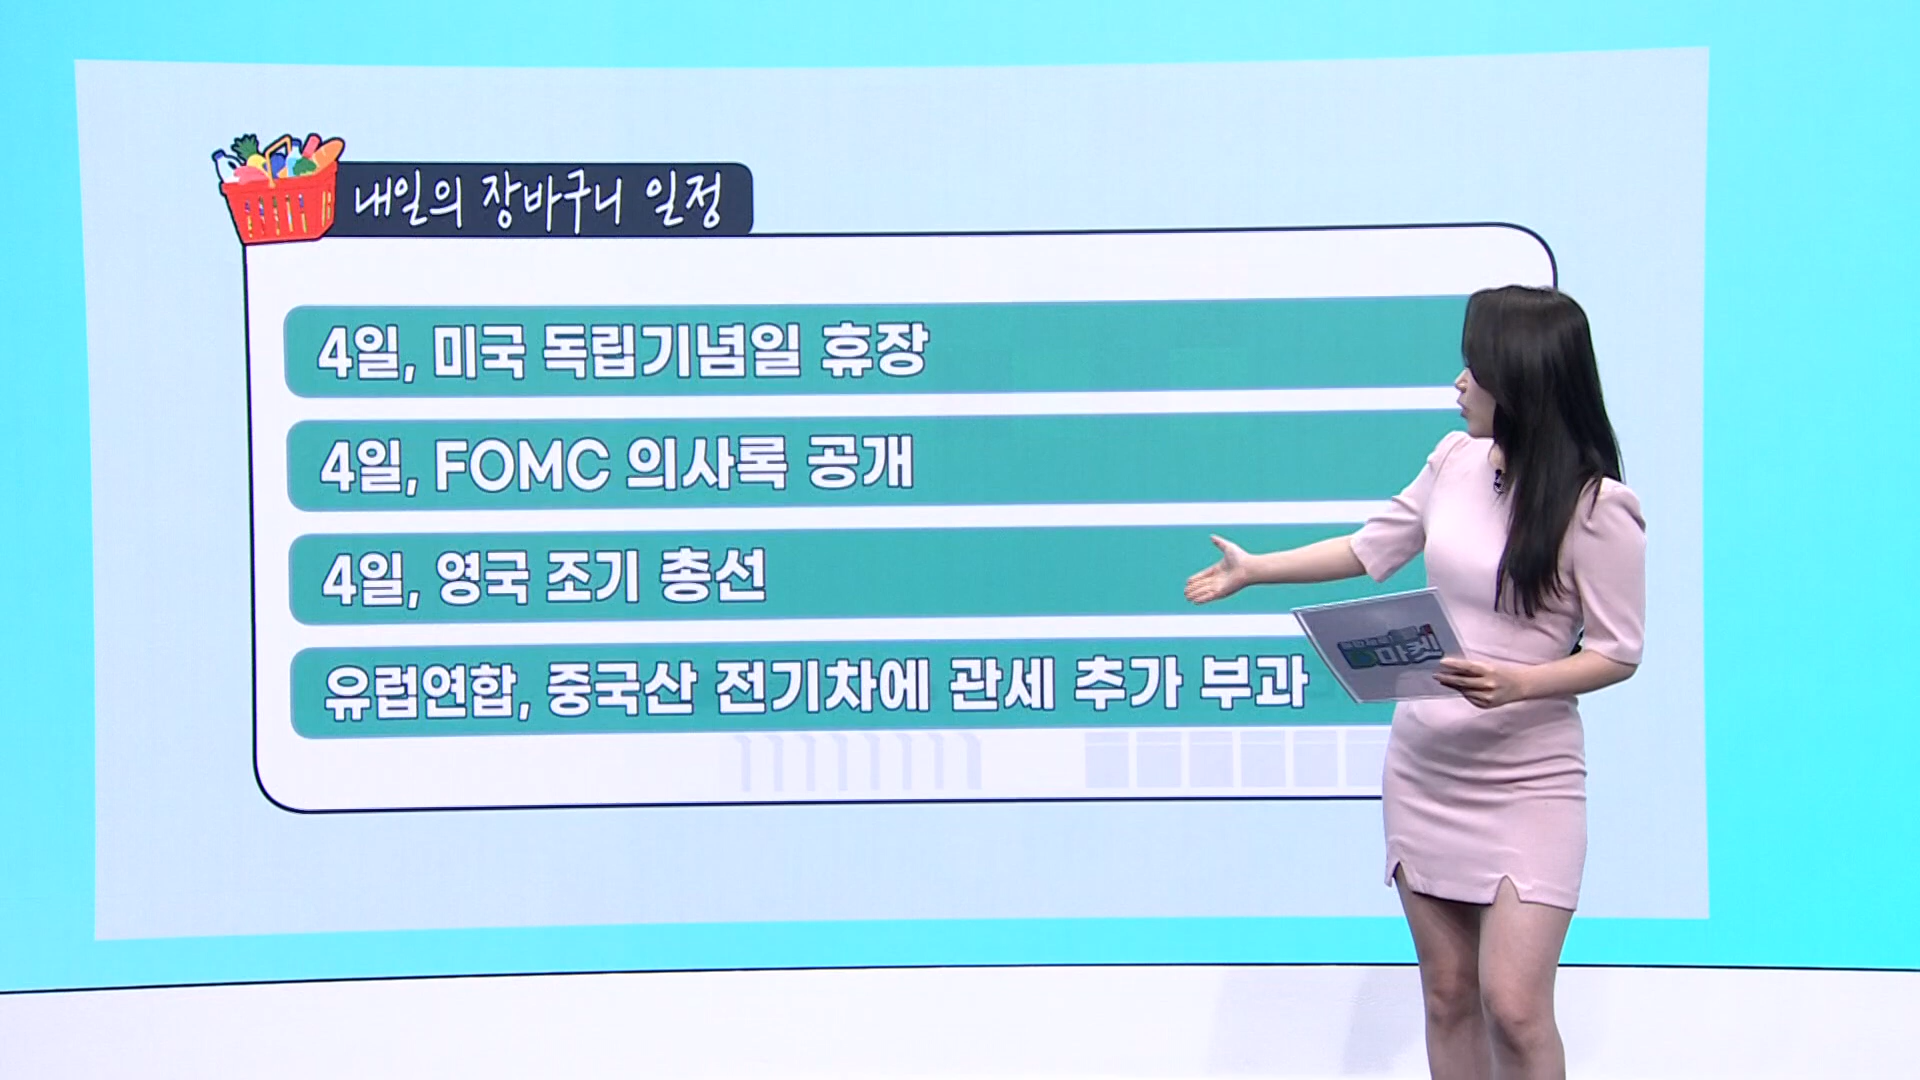 내일의 장바구니 일정
4일, 미국 독립기념일 휴장
4일, FOMC 의사록 공개
4일, 영국 조기 총선
유럽연합, 중국산 전기차에 관세 추가 부과
마켓